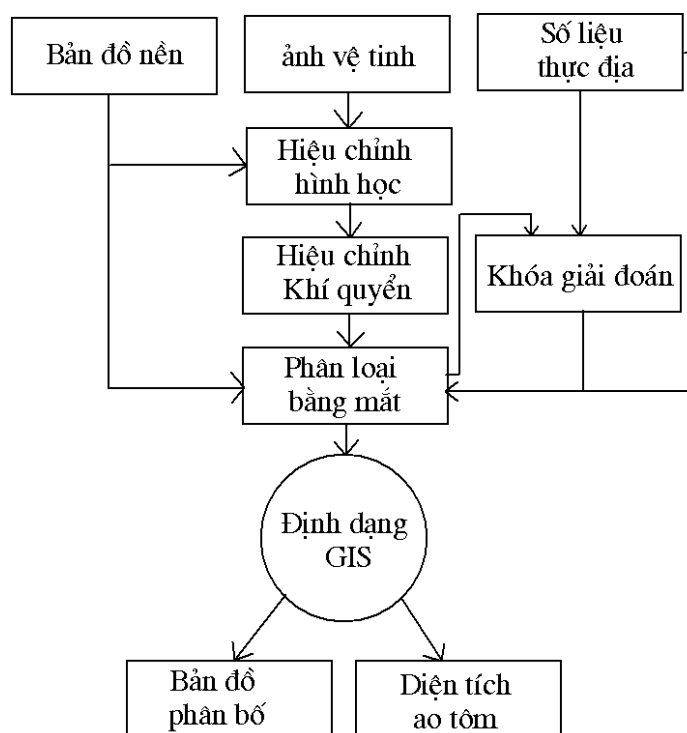 Bản đồ nền
ảnh vệ tinh
Số liệu
thực địa
Hiệu chỉnh
hình học
Hiệu chỉnh
Khí quyển
Khóa giải đoán
Phân loại
bằng mắt
Định dạng
GIS
Bản đồ
phân bố
Diện tích
ao tôm